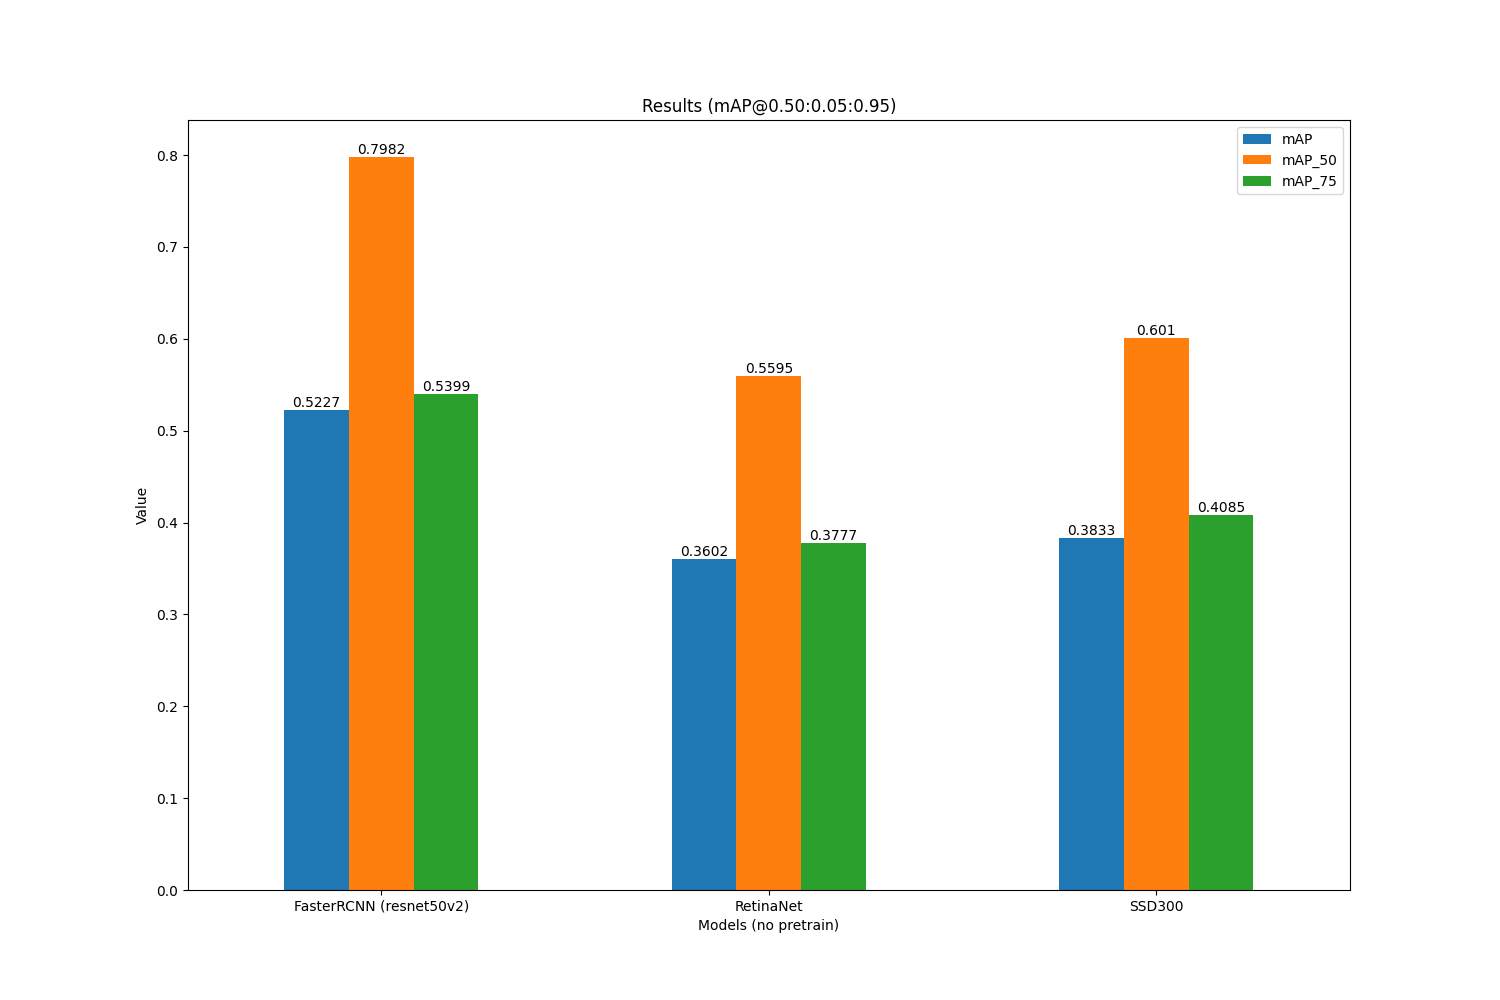 Results (mAP@0.50:0.05:0.95)
mAP
mAP_50
mAP_75
0.8
0.7
0.6
0.5
0.4
0.3
0.2
0.1
0.0
Value
0.5227
0.7982
0.5399
0.3602
0.5595
0.3777
0.3833
0.601
0.4085
FasterRCNN (resnet50v2)
RetinaNet
SSD300
Models (no pretrain)